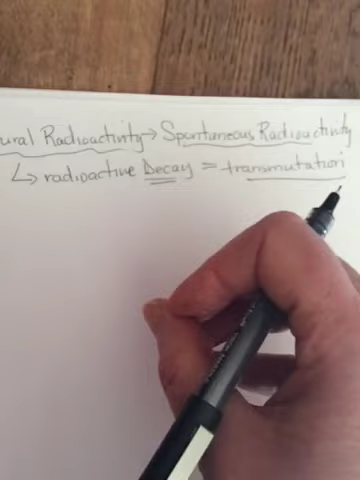 ural Radioactivity → Spontaneous Radioactivity
↳ radioactive Decay = transmutation